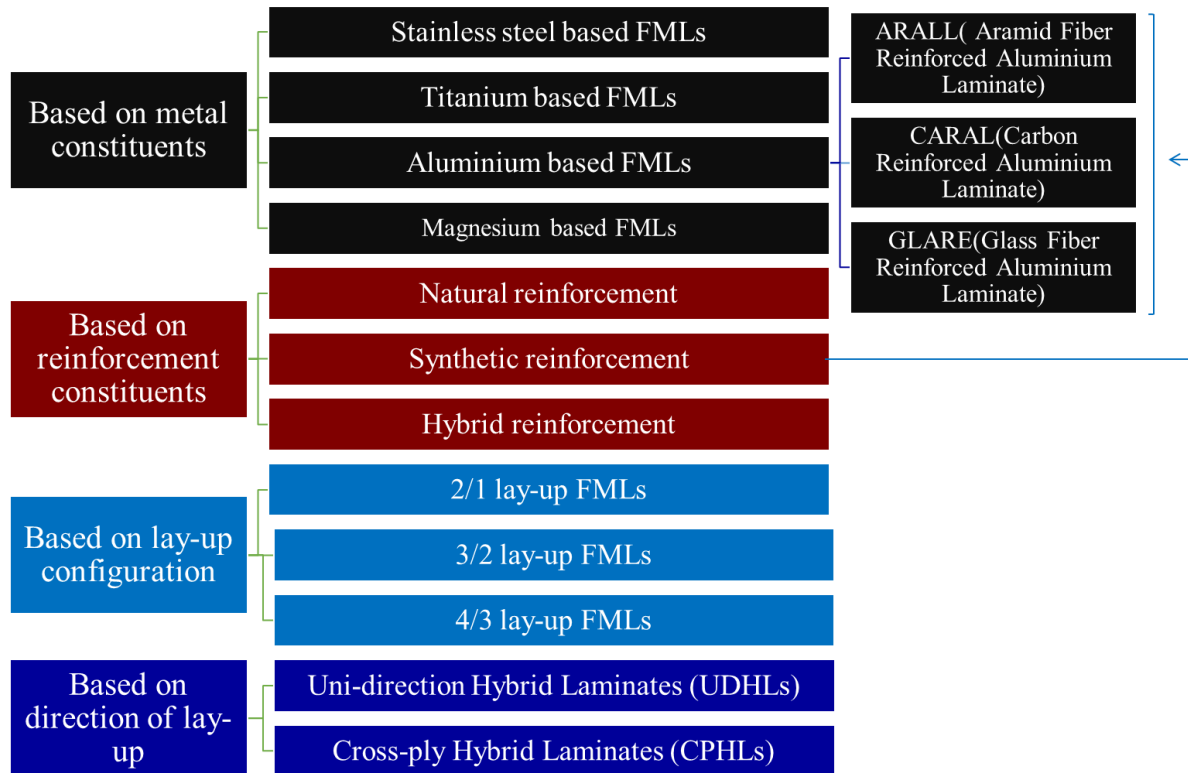 Based on metal
constituents
Stainless steel based FMLs
Titanium based FMLs
Aluminium based FMLs
Magnesium based FMLs
ARALL( Aramid Fiber
Reinforced Aluminium
Laminate)
CARAL(Carbon
Reinforced Aluminium
Laminate)
GLARE(Glass Fiber
Reinforced Aluminium
Laminate)
Based on
reinforcement
constituents
Natural reinforcement
Synthetic reinforcement
Hybrid reinforcement
Based on lay-up
configuration
2/1 lay-up FMLs
3/2 lay-up FMLs
4/3 lay-up FMLs
Based on
direction of lay-
up
Uni-direction Hybrid Laminates (UDHLs)
Cross-ply Hybrid Laminates (CPHLs)